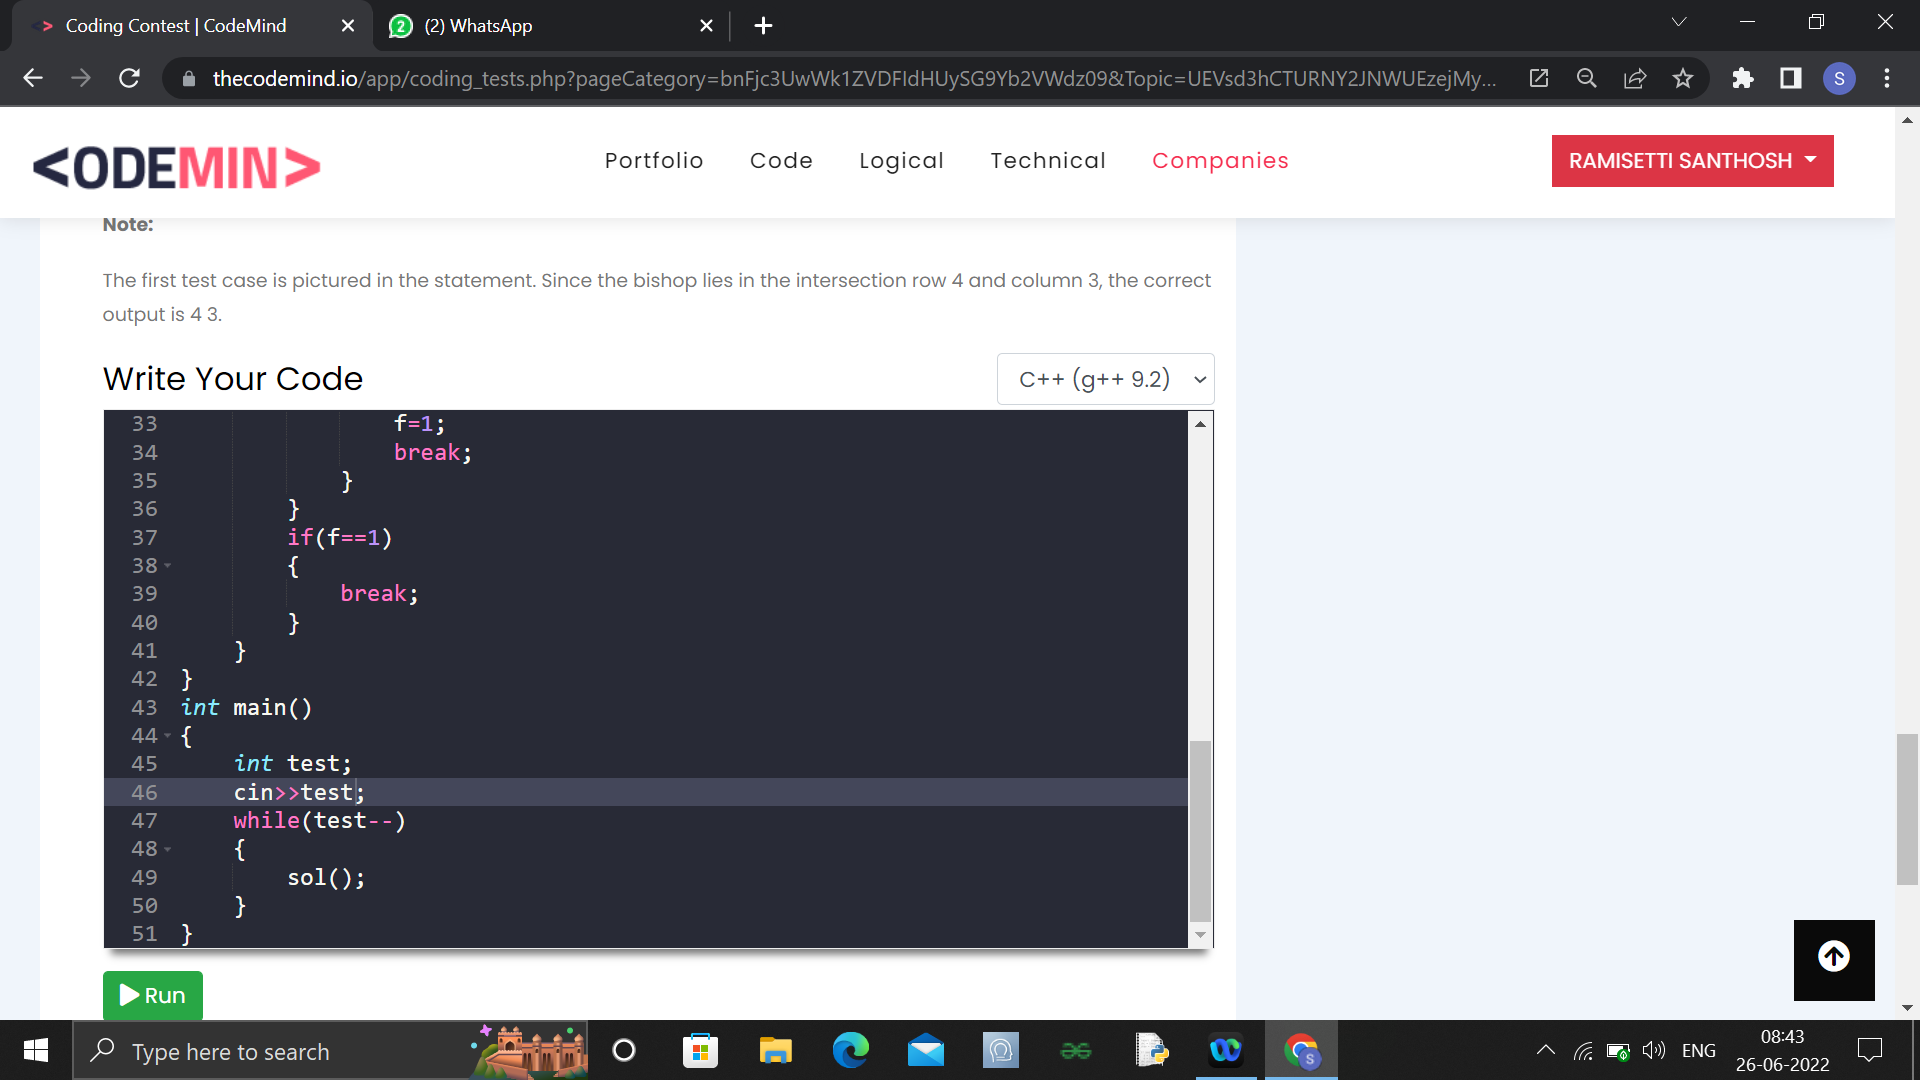 Coding Contest | CodeMind
2
(2) WhatsApp
thecodemind.io/app/coding_tests.php?pageCategory=bnFjc3UwWk1ZVDFIdHUySG9Yb2VWdz09&Topic=UEVsd3hCTURNY2JNWUEzejMy...
S
<ODEMIN>
Portfolio
Code
Logical
Technical
Companies
RAMISETTI SANTHOSH
Note:
The first test case is pictured in the statement. Since the bishop lies in the intersection row 4 and column 3, the correct
output is 4 3.
Write Your Code
C++ (g++ 9.2)
33 f=1;
34 break;
35 }
36 }
37 if(f==1)
38 {
39 break;
40 }
41 }
42 }
43 int main()
44 {
45 int test;
46 cin>>test;
47 while(test--)
48 {
49 sol();
50 }
51 }
Run
Type here to search
S
ENG
08:43
26-06-2022